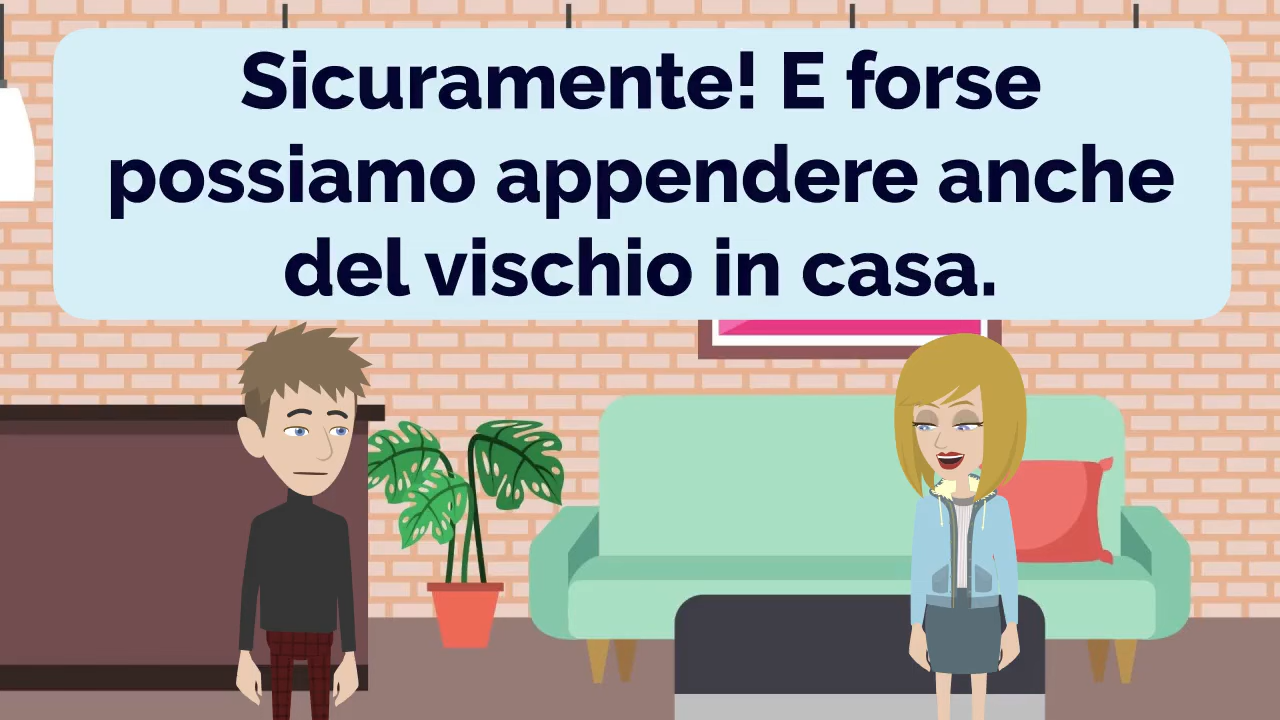 Sicuramente! E forse
possiamo appendere anche
del vischio in casa.